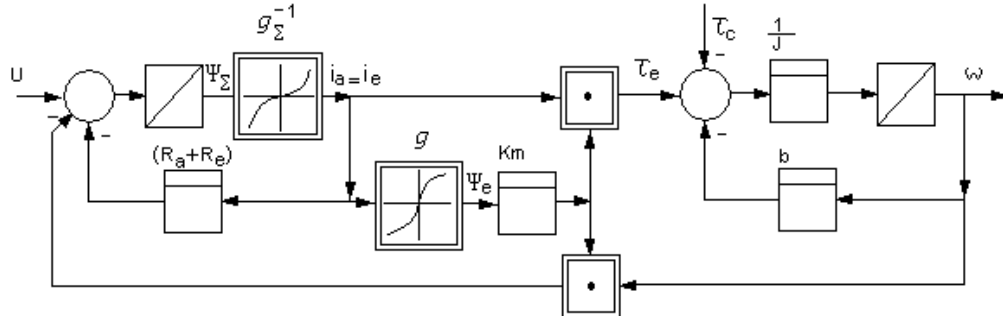 g_Σ^{-1}
U
Ψ_Σ
i_a = i_e
τ_e
τ_c
1/J
ω
(R_a+R_e)
g
Ψ_e
Km
b